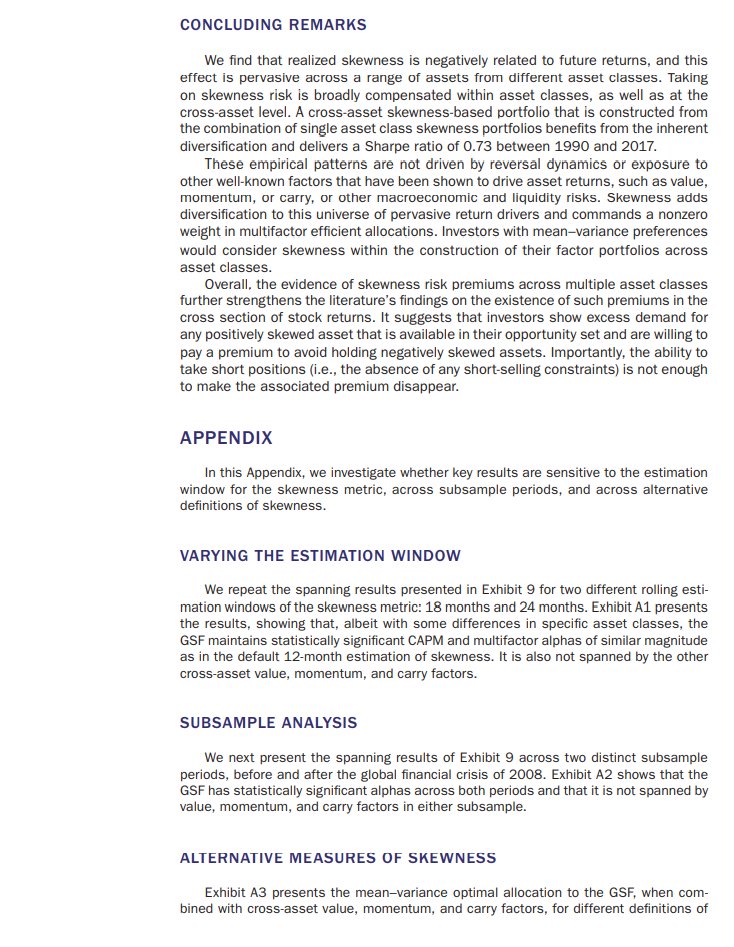 CONCLUDING REMARKS
We find that realized skewness is negatively related to future returns, and this
effect is pervasive across a range of assets from different asset classes. Taking
on skewness risk is broadly compensated within asset classes, as well as at the
cross-asset level. A cross-asset skewness-based portfolio that is constructed from
the combination of single asset class skewness portfolios benefits from the inherent
diversification and delivers a Sharpe ratio of 0.73 between 1990 and 2017.
These empirical patterns are not driven by reversal dynamics or exposure to
other well-known factors that have been shown to drive asset returns, such as value,
momentum, or carry, or other macroeconomic and liquidity risks. Skewness adds
diversification to this universe of pervasive return drivers and commands a nonzero
weight in multifactor efficient allocations. Investors with mean–variance preferences
would consider skewness within the construction of their factor portfolios across
asset classes.
Overall, the evidence of skewness risk premiums across multiple asset classes
further strengthens the literature's findings on the existence of such premiums in the
cross section of stock returns. It suggests that investors show excess demand for
any positively skewed asset that is available in their opportunity set and are willing to
pay a premium to avoid holding negatively skewed assets. Importantly, the ability to
take short positions (i.e., the absence of any short-selling constraints) is not enough
to make the associated premium disappear.
APPENDIX
In this Appendix, we investigate whether key results are sensitive to the estimation
window for the skewness metric, across subsample periods, and across alternative
definitions of skewness.
VARYING THE ESTIMATION WINDOW
We repeat the spanning results presented in Exhibit 9 for two different rolling esti-
mation windows of the skewness metric: 18 months and 24 months. Exhibit A1 presents
the results, showing that, albeit with some differences in specific asset classes, the
GSF maintains statistically significant CAPM and multifactor alphas of similar magnitude
as in the default 12-month estimation of skewness. It is also not spanned by the other
cross-asset value, momentum, and carry factors.
SUBSAMPLE ANALYSIS
We next present the spanning results of Exhibit 9 across two distinct subsample
periods, before and after the global financial crisis of 2008. Exhibit A2 shows that the
GSF has statistically significant alphas across both periods and that it is not spanned by
value, momentum, and carry factors in either subsample.
ALTERNATIVE MEASURES OF SKEWNESS
Exhibit A3 presents the mean–variance optimal allocation to the GSF, when com-
bined with cross-asset value, momentum, and carry factors, for different definitions of